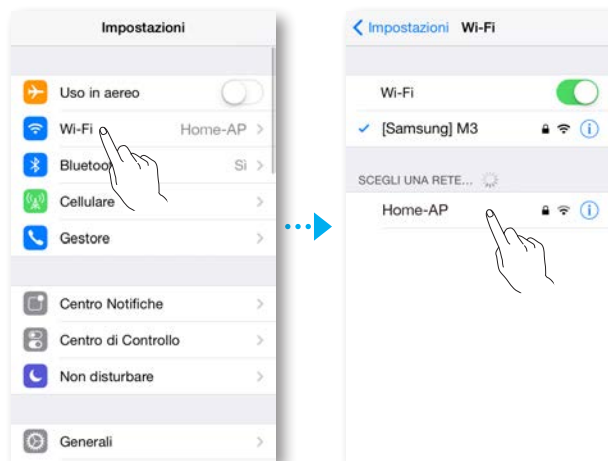 Impostazioni
Uso in aereo
Wi-Fi Home-AP
Sì
Cellulare
Gestore
Centro Notifiche
Centro di Controllo
Non disturbare
Generali
Impostazioni Wi-Fi
Wi-Fi
[Samsung] M3
SCEGLI UNA RETE...
Home-AP